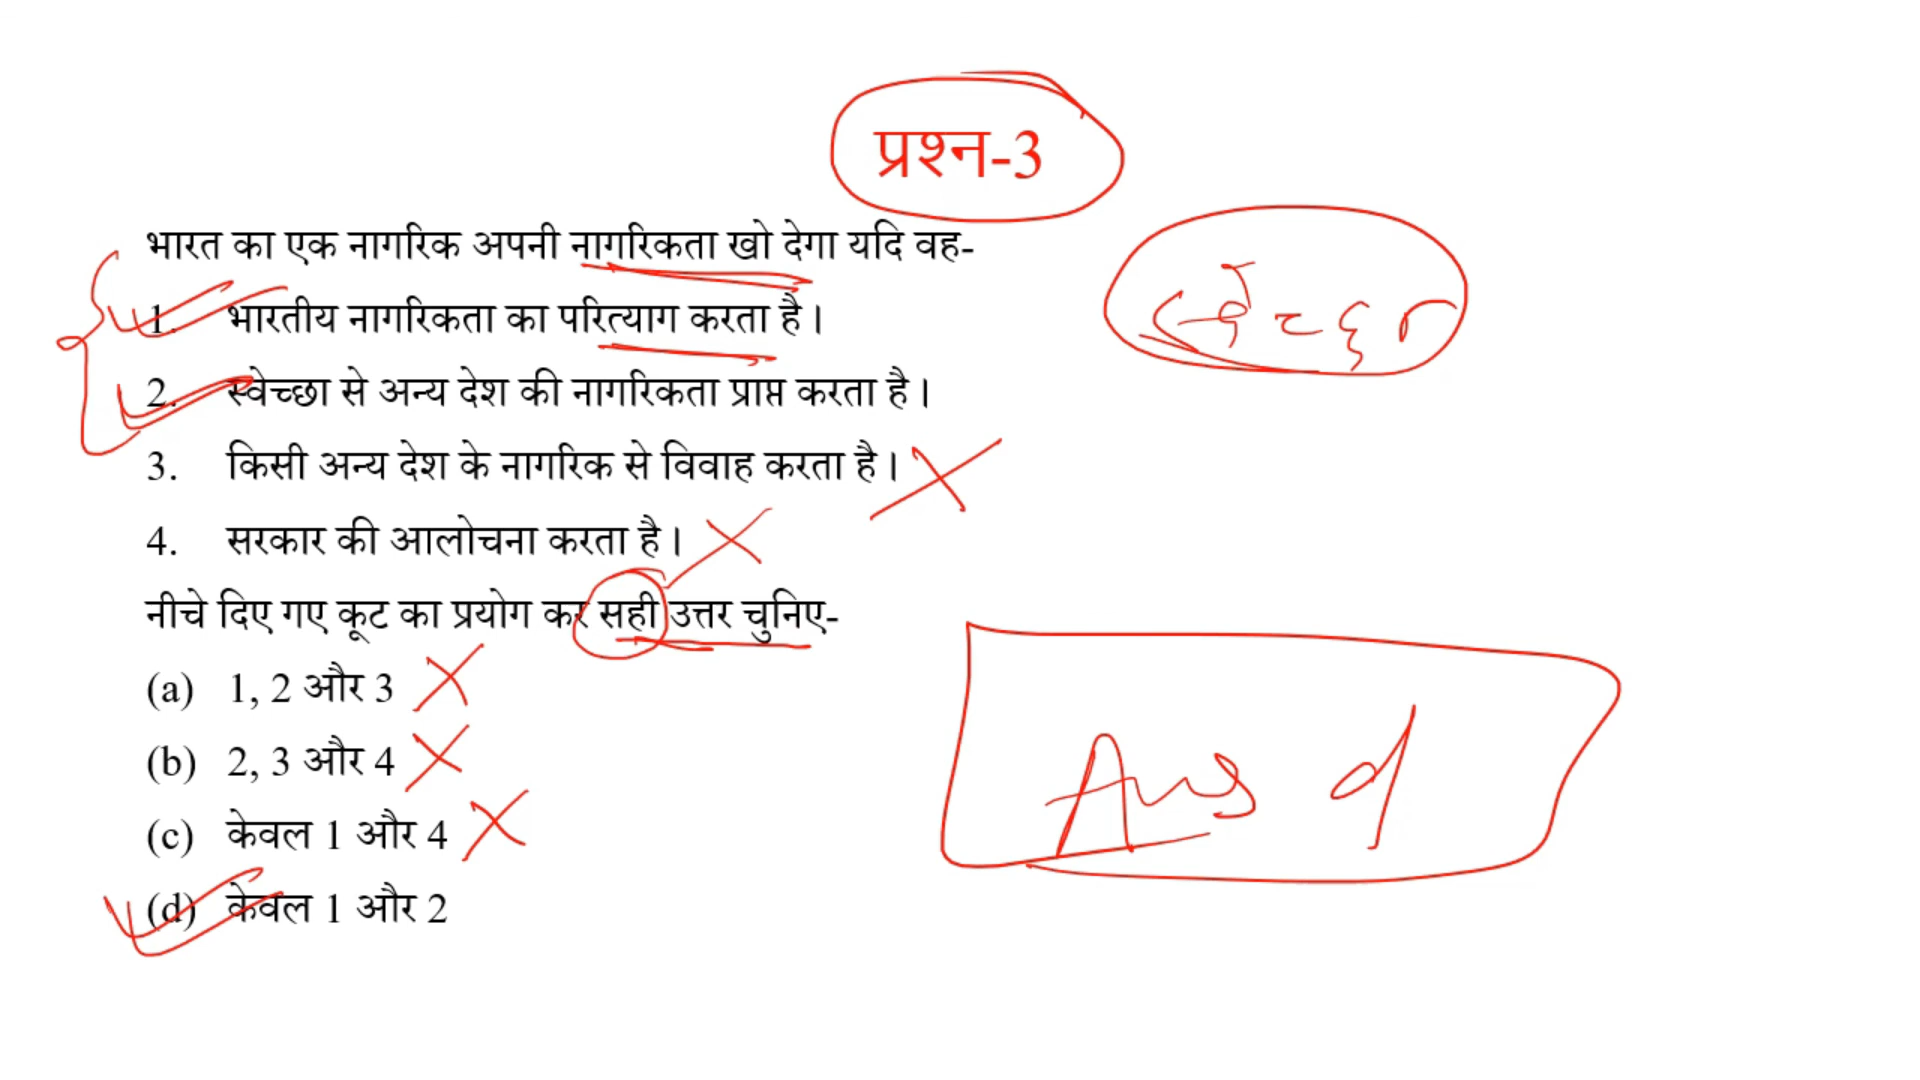 प्रश्न-3
भारत का एक नागरिक अपनी नागरिकता खो देगा यदि वह-
1. भारतीय नागरिकता का परित्याग करता है।
2. स्वेच्छा से अन्य देश की नागरिकता प्राप्त करता है।
3. किसी अन्य देश के नागरिक से विवाह करता है।
4. सरकार की आलोचना करता है।
नीचे दिए गए कूट का प्रयोग कर सही उत्तर चुनिए-
(a) 1, 2 और 3
(b) 2, 3 और 4
(c) केवल 1 और 4
(d) केवल 1 और 2
Ans d